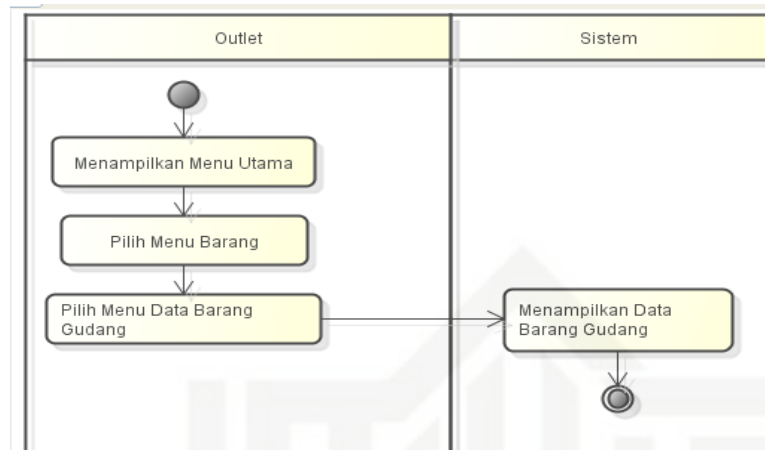 Outlet
Sistem
Menampilkan Menu Utama
Pilih Menu Barang
Pilih Menu Data Barang
Gudang
Menampilkan Data
Barang Gudang